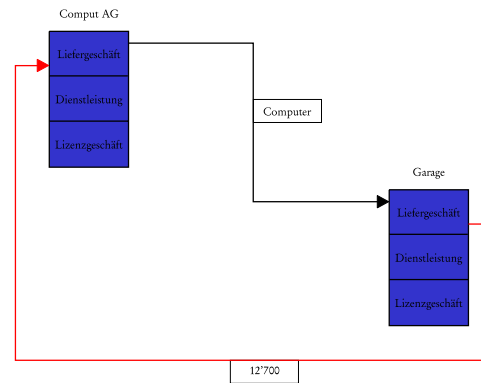 Comput AG
Liefergeschäft
Dienstleistung
Lizenzgeschäft
Computer
Garage
Liefergeschäft
Dienstleistung
Lizenzgeschäft
12'700